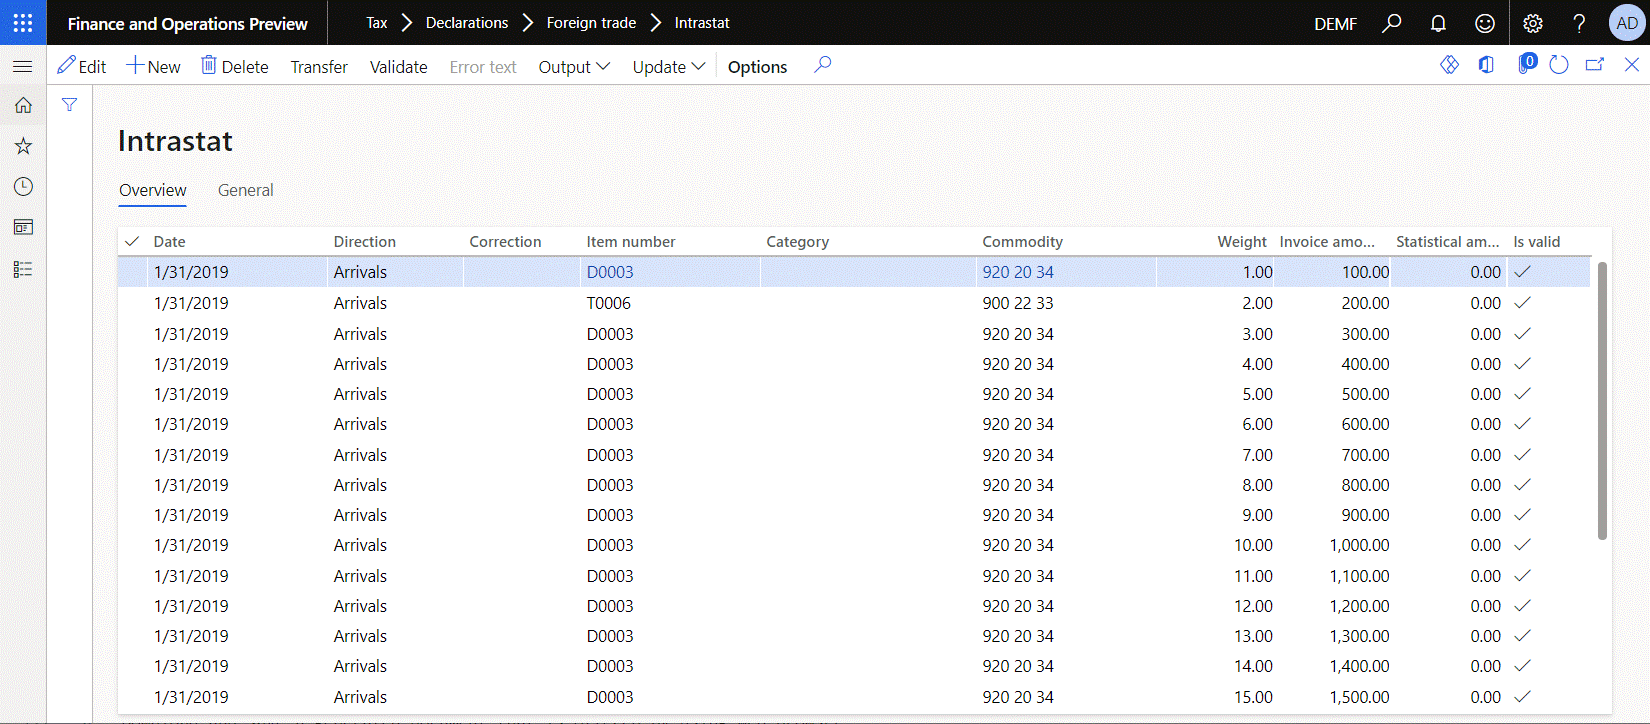 Finance and Operations Preview Tax Declarations Foreign trade Intrastat DEMF ? AD
Edit New Delete Transfer Validate Error text Output Update Options 0
Intrastat
Overview General
Date Direction Correction Item number Category Commodity Weight Invoice amo... Statistical am... Is valid
1/31/2019 Arrivals D0003 920 20 34 1.00 100.00 0.00
1/31/2019 Arrivals T0006 900 22 33 2.00 200.00 0.00
1/31/2019 Arrivals D0003 920 20 34 3.00 300.00 0.00
1/31/2019 Arrivals D0003 920 20 34 4.00 400.00 0.00
1/31/2019 Arrivals D0003 920 20 34 5.00 500.00 0.00
1/31/2019 Arrivals D0003 920 20 34 6.00 600.00 0.00
1/31/2019 Arrivals D0003 920 20 34 7.00 700.00 0.00
1/31/2019 Arrivals D0003 920 20 34 8.00 800.00 0.00
1/31/2019 Arrivals D0003 920 20 34 9.00 900.00 0.00
1/31/2019 Arrivals D0003 920 20 34 10.00 1,000.00 0.00
1/31/2019 Arrivals D0003 920 20 34 11.00 1,100.00 0.00
1/31/2019 Arrivals D0003 920 20 34 12.00 1,200.00 0.00
1/31/2019 Arrivals D0003 920 20 34 13.00 1,300.00 0.00
1/31/2019 Arrivals D0003 920 20 34 14.00 1,400.00 0.00
1/31/2019 Arrivals D0003 920 20 34 15.00 1,500.00 0.00